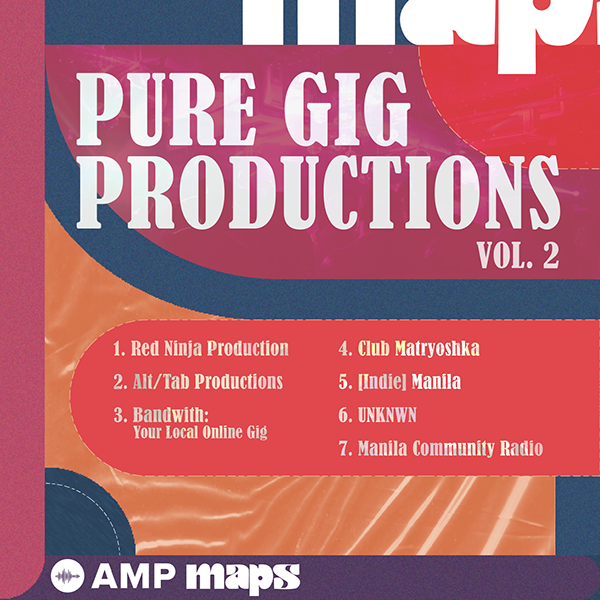 maps
PURE GIG
PRODUCTIONS
VOL. 2
1. Red Ninja Production
2. Alt/Tab Productions
3. Bandwith:
Your Local Online Gig
4. Club Matryoshka
5. [Indie] Manila
6. UNKNWN
7. Manila Community Radio
AMP maps